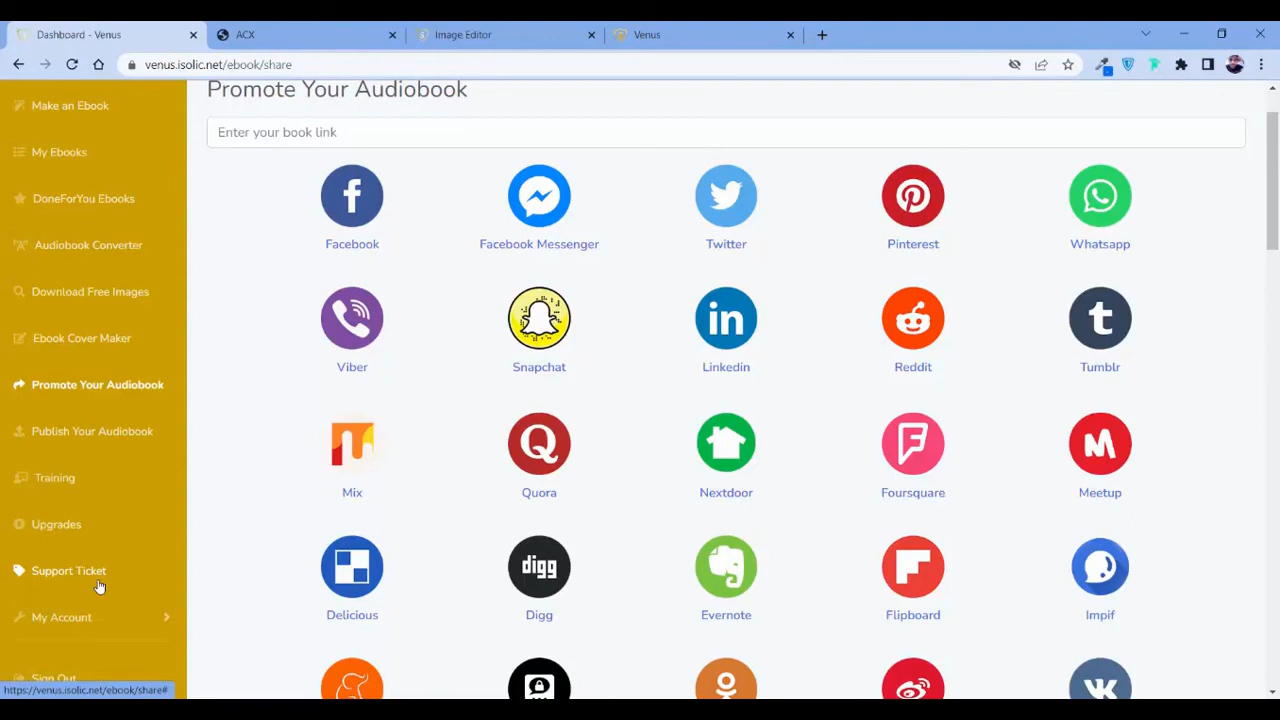 Dashboard - Venus
ACX
Image Editor
Venus
venus.isolic.net/ebook/share
Make an Ebook
My Ebooks
DoneForYou Ebooks
Audiobook Converter
Download Free Images
Ebook Cover Maker
Promote Your Audiobook
Publish Your Audiobook
Training
Upgrades
Support Ticket
My Account
Sign Out
https://venus.isolic.net/ebook/share#
Promote Your Audiobook
Enter your book link
Facebook
Facebook Messenger
Twitter
Pinterest
Whatsapp
Viber
Snapchat
Linkedin
Reddit
Tumblr
Mix
Quora
Nextdoor
Foursquare
Meetup
digg
Delicious
Digg
Evernote
Flipboard
Impif